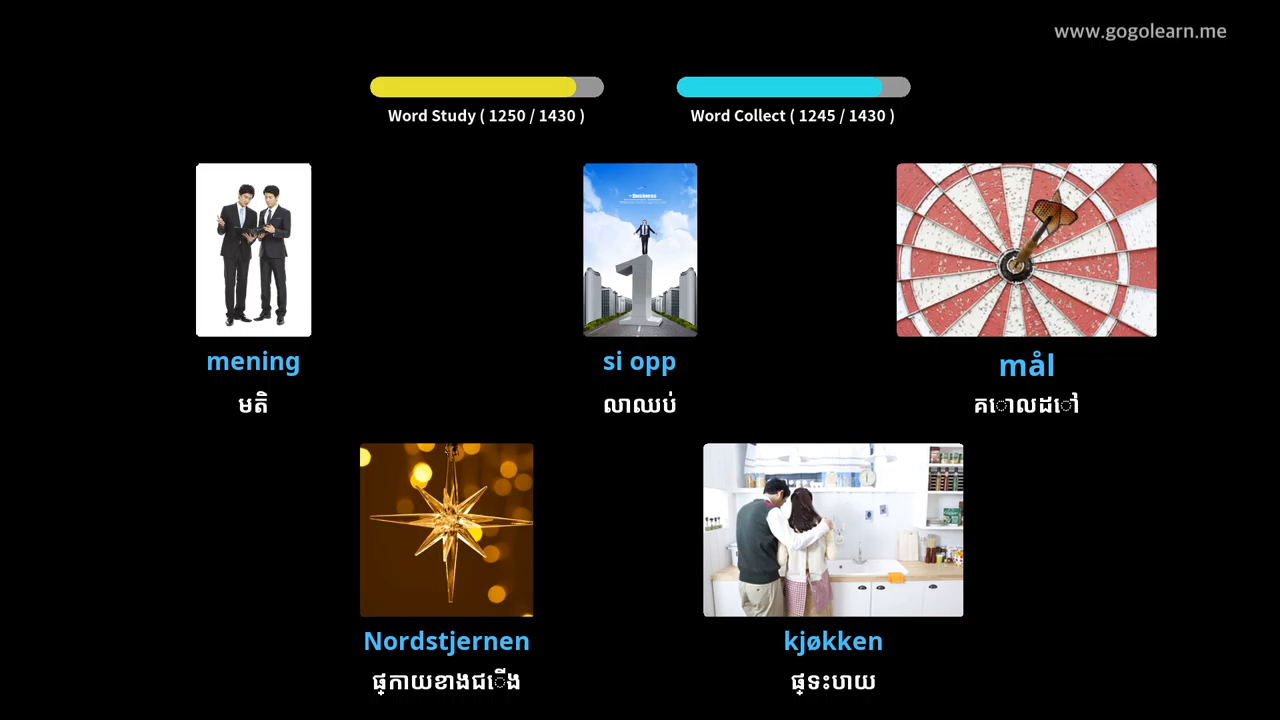 www.gogolearn.me
Word Study ( 1250 / 1430 )
Word Collect ( 1245 / 1430 )
Business
mening
si opp
mål
មតិ
លាឈប់
គោលដៅ
Nordstjernen
kjøkken
ផ្កាយខាងជើង
ផ្ទះបាយ